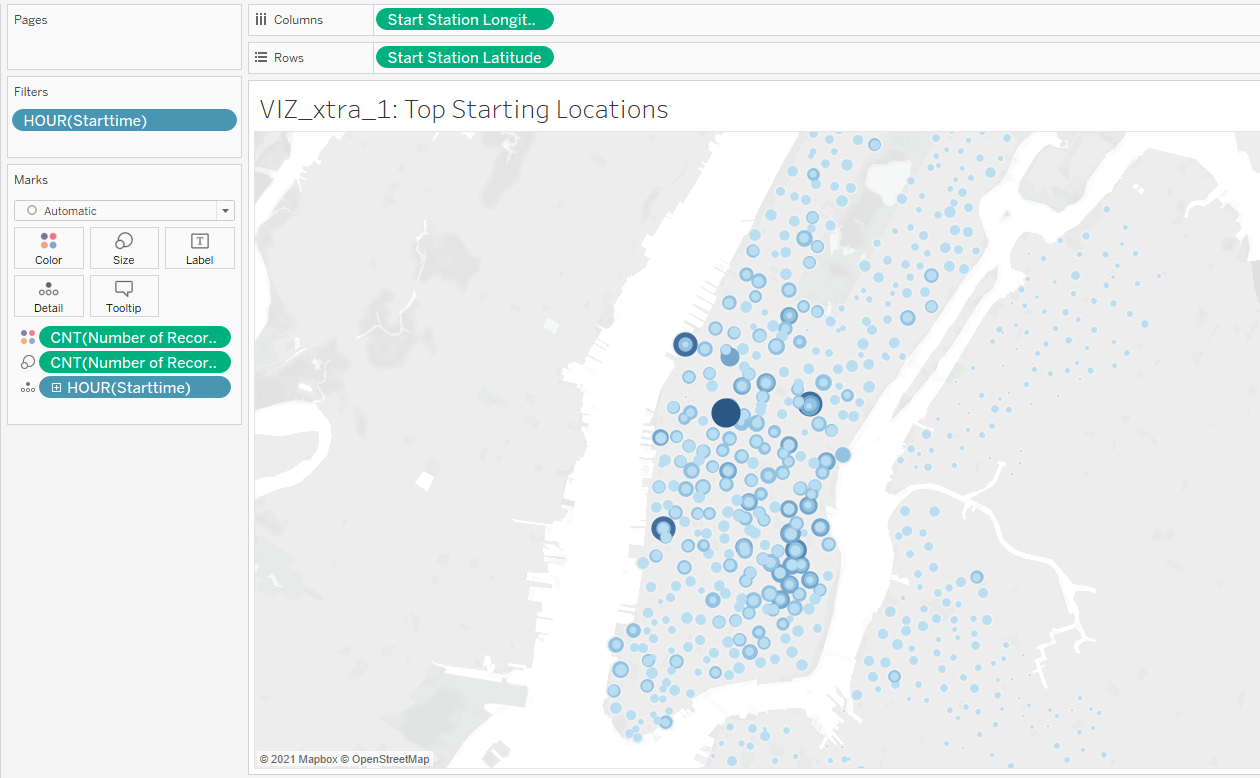 Pages
Filters
HOUR(Starttime)
Marks
Automatic
Color
Size
Label
Detail
Tooltip
CNT(Number of Recor..
CNT(Number of Recor..
HOUR(Starttime)
Columns
Start Station Longit..
Rows
Start Station Latitude
VIZ_xtra_1: Top Starting Locations
© 2021 Mapbox © OpenStreetMap